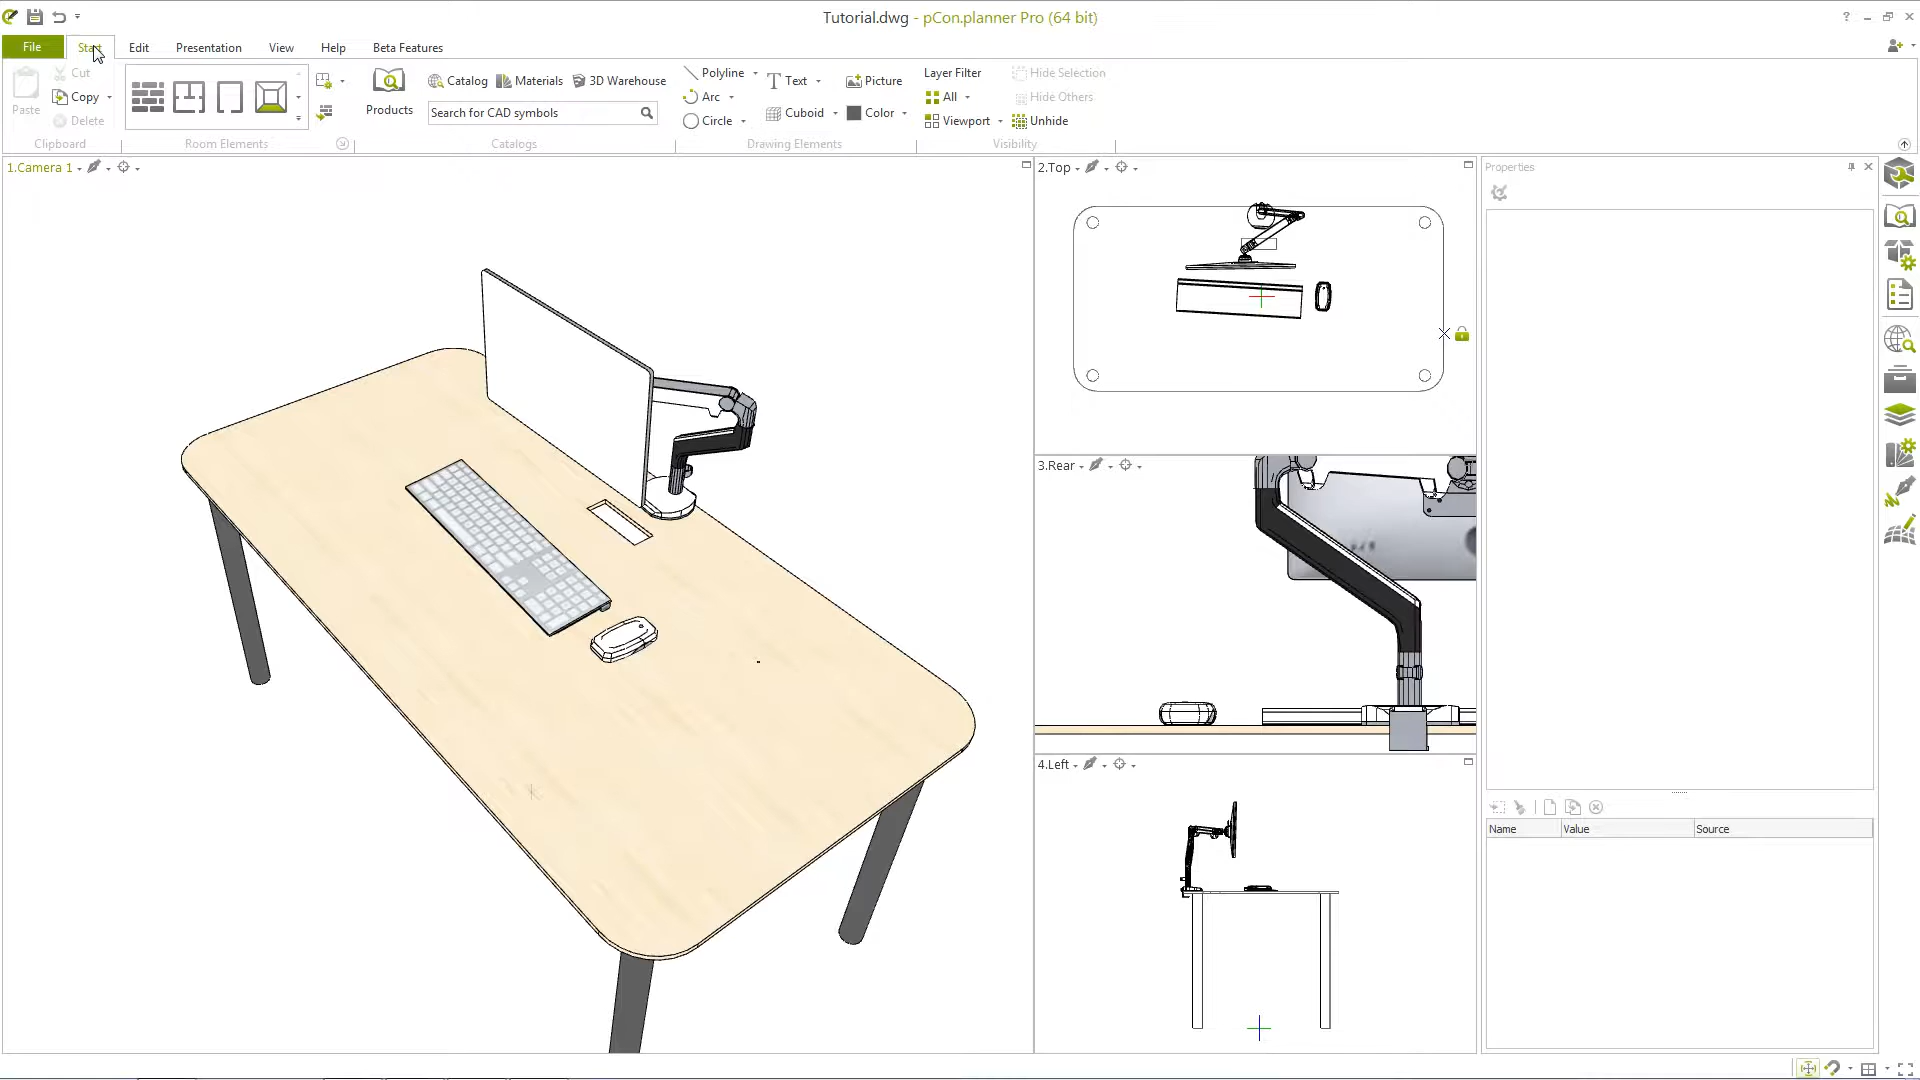 Tutorial.dwg - pCon.planner Pro (64 bit)
File Start Edit Presentation View Help Beta Features
Paste
Cut
Copy
Delete
Clipboard
Room Elements
Products
Catalog Materials 3D Warehouse
Search for CAD symbols
Catalogs
Polyline Text Picture
Arc
Circle Cuboid Color
Drawing Elements
Layer Filter
All
Viewport
Hide Selection
Hide Others
Unhide
Visibility
1.Camera 1
2.Top
3.Rear
4.Left
Properties
Name Value Source